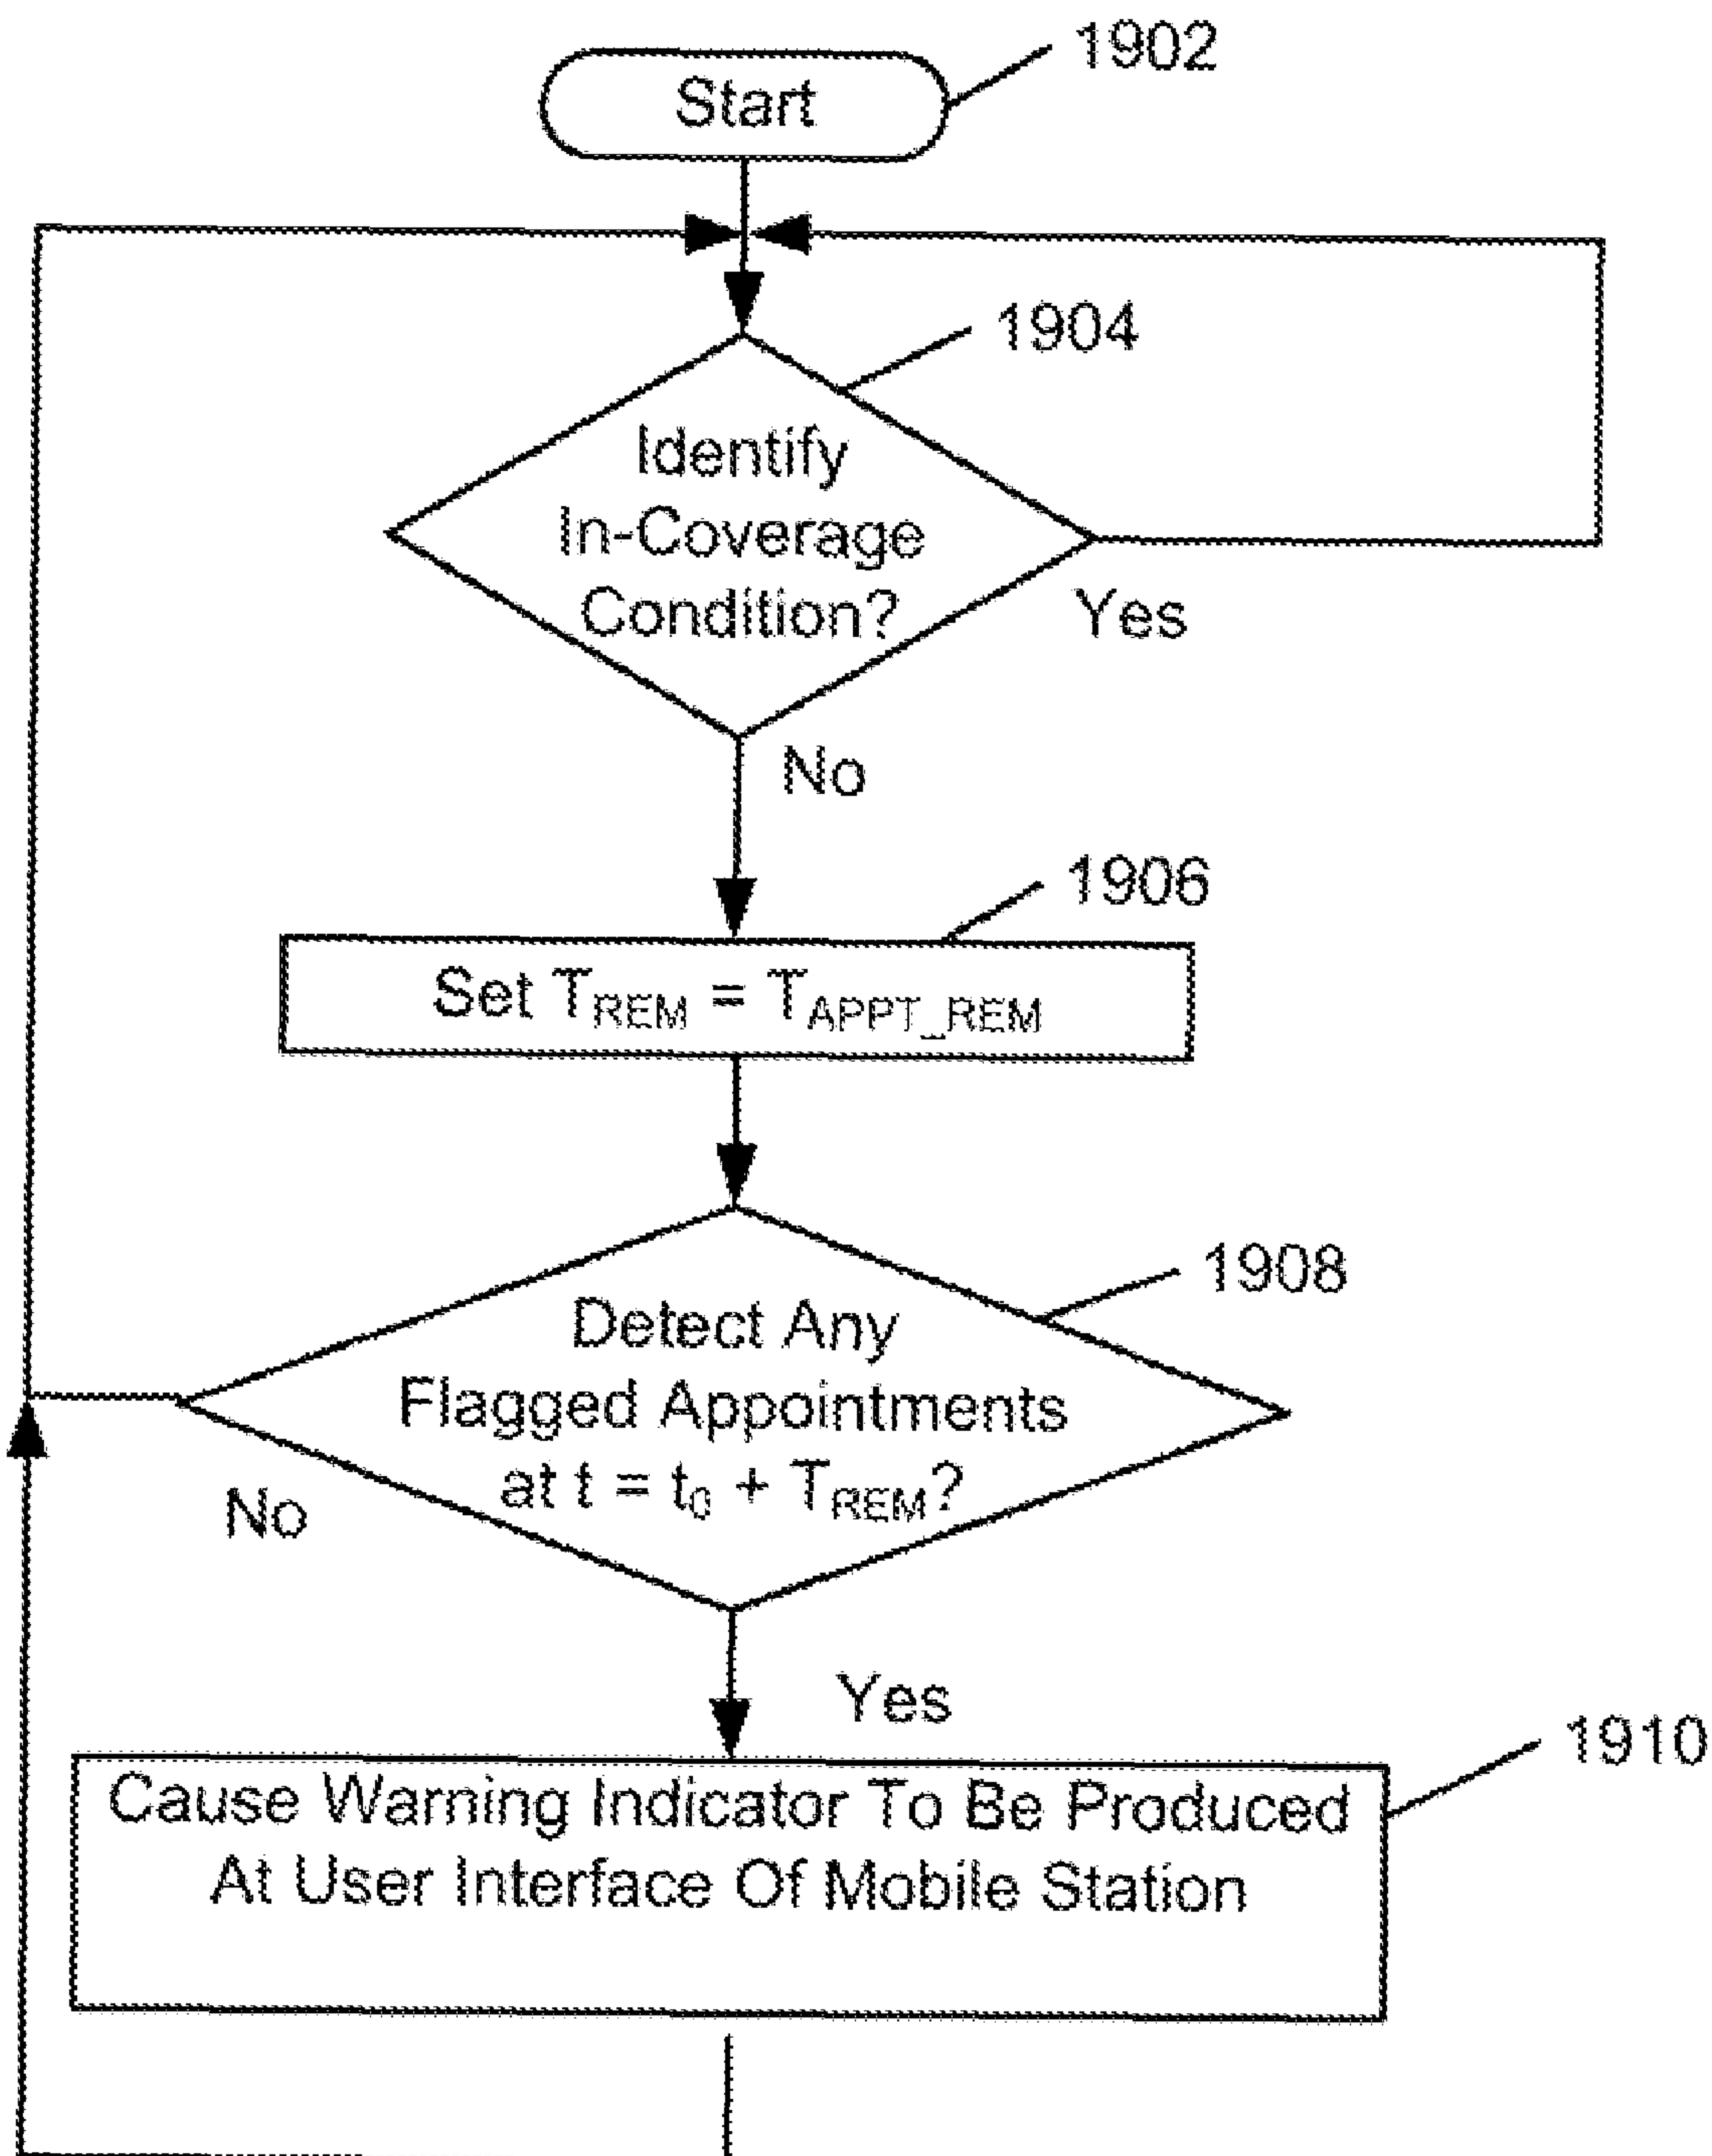 1902
Start
1904
Identify
In-Coverage
Condition?
Yes
No
1906
Set T_REM = T_APPT_REM
1908
Detect Any
Flagged Appointments
at t = t₀ + T_REM?
No
Yes
1910
Cause Warning Indicator To Be Produced
At User Interface Of Mobile Station